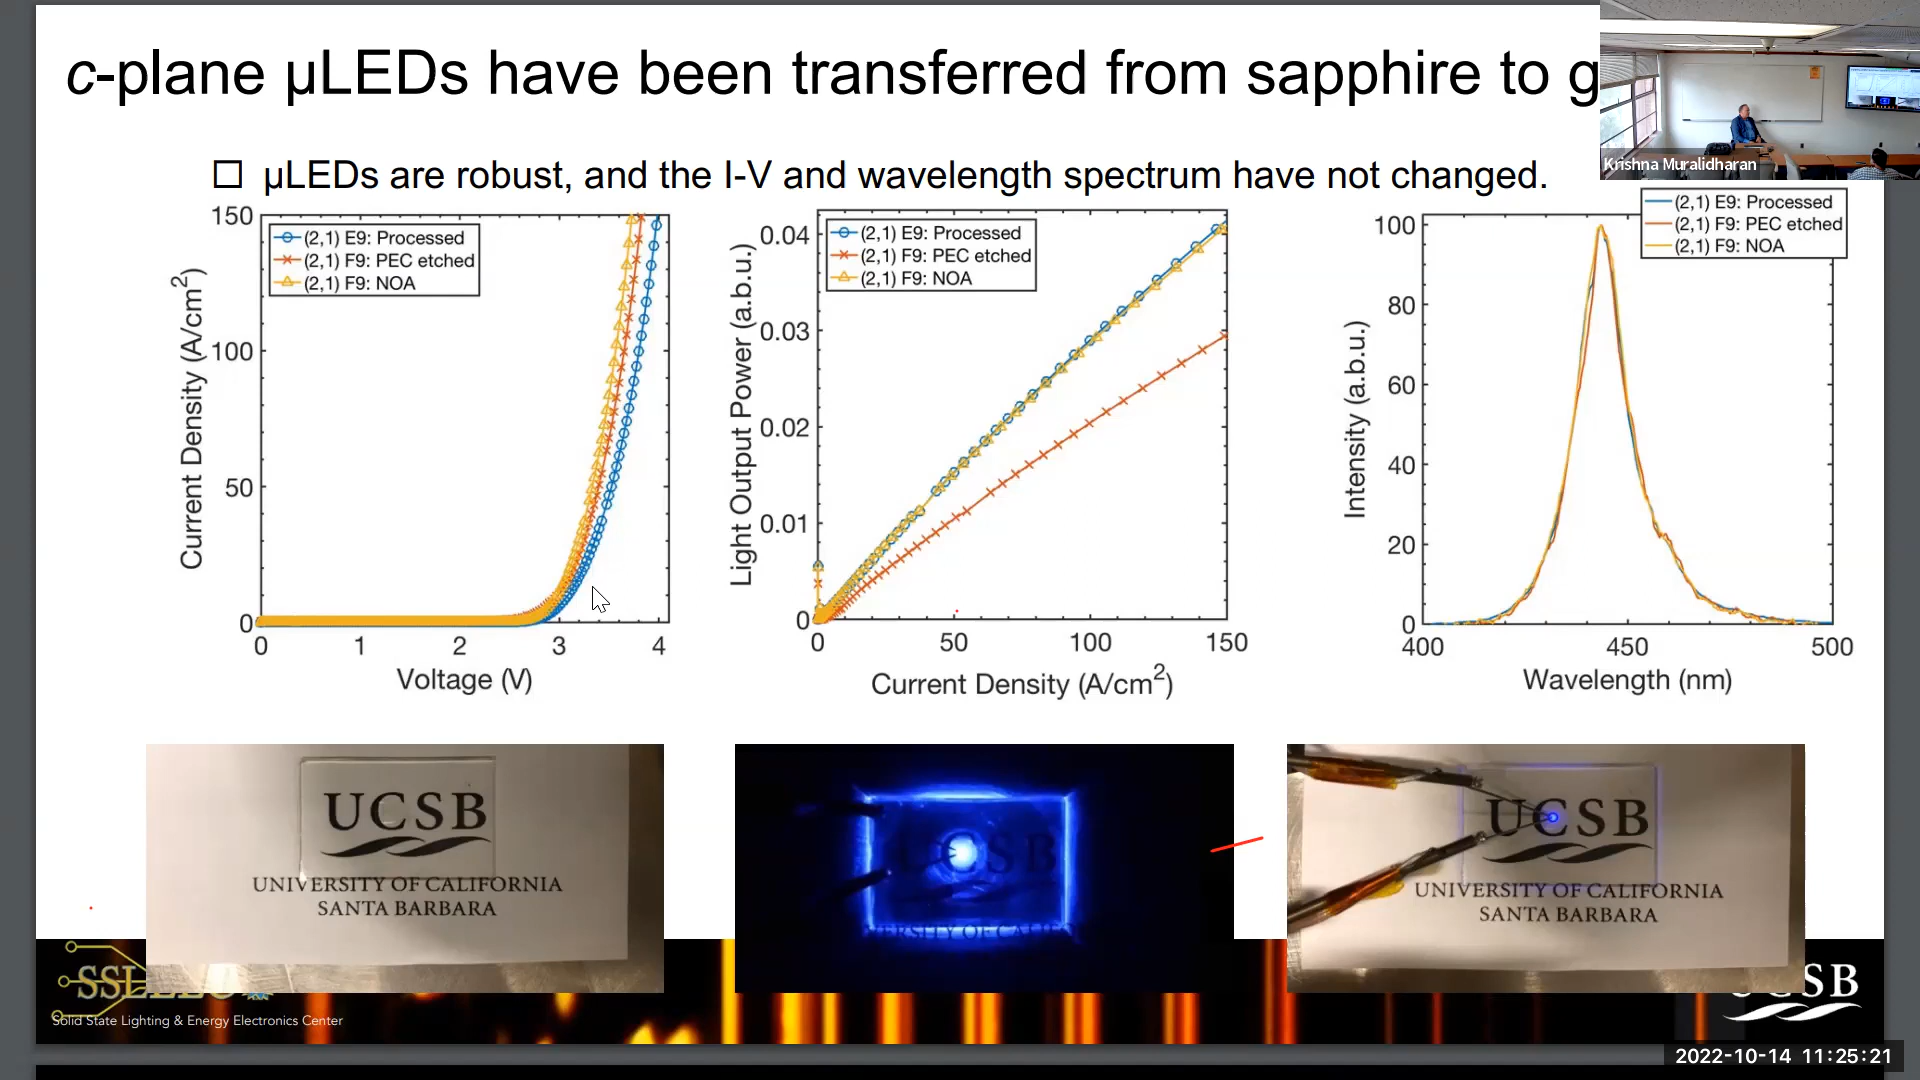 c-plane µLEDs have been transferred from sapphire to g
Krishna Muralidharan
□ µLEDs are robust, and the I-V and wavelength spectrum have not changed.
150
100
50
0
0 1 2 3 4
Current Density (A/cm²)
Voltage (V)
(2,1) E9: Processed
(2,1) F9: PEC etched
(2,1) F9: NOA
0.04
0.03
0.02
0.01
0
0 50 100 150
Light Output Power (a.b.u.)
Current Density (A/cm²)
(2,1) E9: Processed
(2,1) F9: PEC etched
(2,1) F9: NOA
100
80
60
40
20
0
400 450 500
Intensity (a.b.u.)
Wavelength (nm)
(2,1) E9: Processed
(2,1) F9: PEC etched
(2,1) F9: NOA
UCSB
UNIVERSITY OF CALIFORNIA
SANTA BARBARA
UCSB
UNIVERSITY OF CALIFORNIA
SANTA BARBARA
Solid State Lighting & Energy Electronics Center
UCSB
2022-10-14 11:25:21